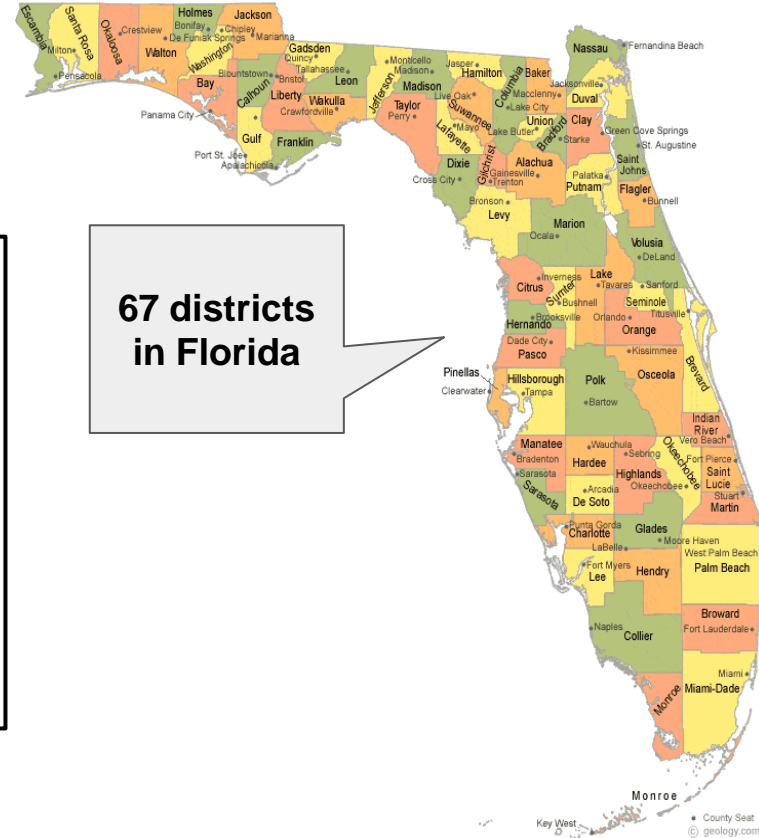 67 districts
in Florida
Escambia
Santa Rosa
Milton
Pensacola
Okaloosa
Crestview
Walton
De Funiak Springs
Holmes
Bonifay
Washington
Chipley
Jackson
Marianna
Bay
Panama City
Calhoun
Blountstown
Gulf
Port St. Joe
Gadsden
Quincy
Liberty
Bristol
Franklin
Apalachicola
Leon
Tallahassee
Wakulla
Crawfordville
Jefferson
Monticello
Madison
Madison
Taylor
Perry
Hamilton
Jasper
Suwannee
Live Oak
Lafayette
Mayo
Dixie
Cross City
Columbia
Lake City
Baker
Macclenny
Nassau
Fernandina Beach
Duval
Jacksonville
Union
Lake Butler
Bradford
Starke
Clay
Green Cove Springs
St. Augustine
Saint
Johns
Gilchrist
Trenton
Alachua
Gainesville
Putnam
Palatka
Flagler
Bunnell
Levy
Bronson
Marion
Ocala
Volusia
DeLand
Citrus
Inverness
Sumter
Bushnell
Lake
Tavares
Sanford
Seminole
Titusville
Hernando
Brooksville
Orlando
Orange
Dade City
Pasco
Kissimmee
Osceola
Brevard
Pinellas
Clearwater
Hillsborough
Tampa
Polk
Bartow
Indian
River
Vero Beach
Manatee
Bradenton
Hardee
Wauchula
Highlands
Sebring
Okeechobee
Okeechobee
Fort Pierce
Saint
Lucie
Sarasota
Sarasota
Arcadia
De Soto
Stuart
Martin
Punta Gorda
Charlotte
Glades
Moore Haven
LaBelle
West Palm Beach
Palm Beach
Fort Myers
Lee
Hendry
Broward
Fort Lauderdale
Naples
Collier
Miami
Miami-Dade
Monroe
Monroe
Key West
County Seat
© geology.com